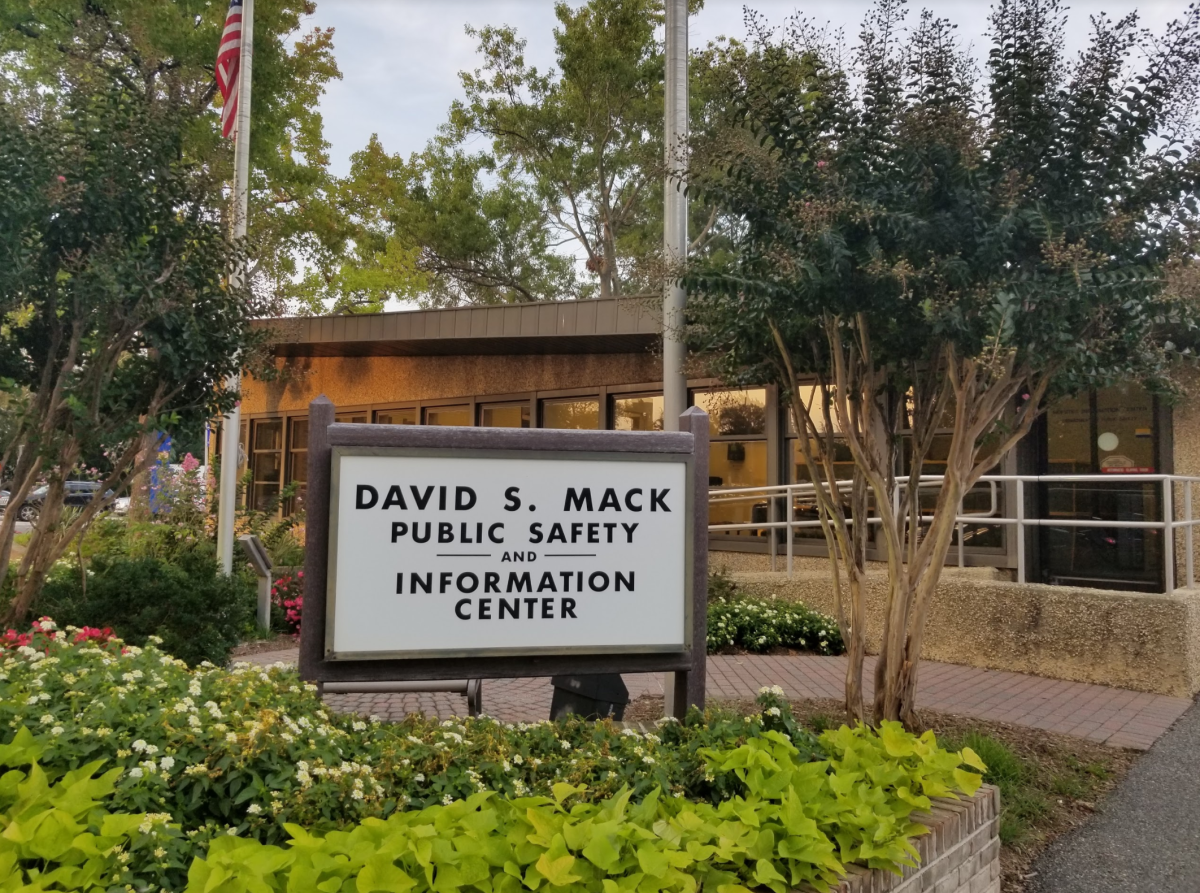 DAVID S. MACK
PUBLIC SAFETY
AND
INFORMATION
CENTER